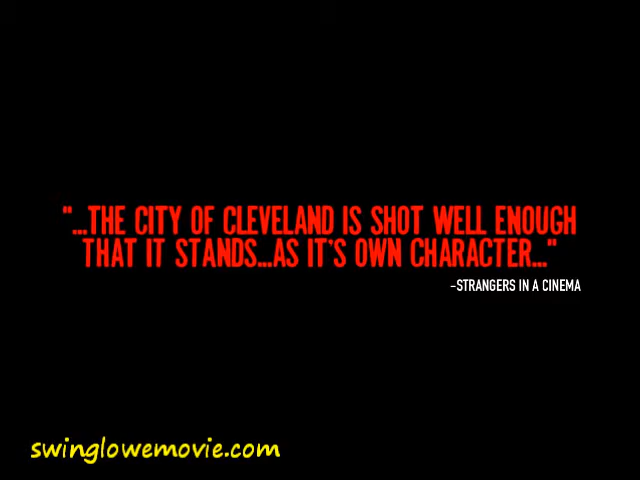 "...THE CITY OF CLEVELAND IS SHOT WELL ENOUGH
THAT IT STANDS...AS IT'S OWN CHARACTER..."
-STRANGERS IN A CINEMA
swinglowemovie.com